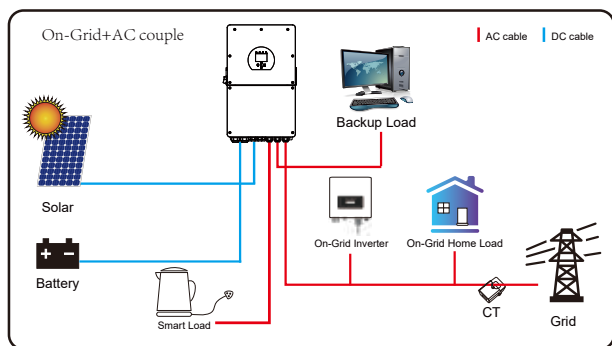 On-Grid+AC couple
AC cable
DC cable
Backup Load
Solar
On-Grid Inverter
On-Grid Home Load
Battery
Smart Load
CT
Grid